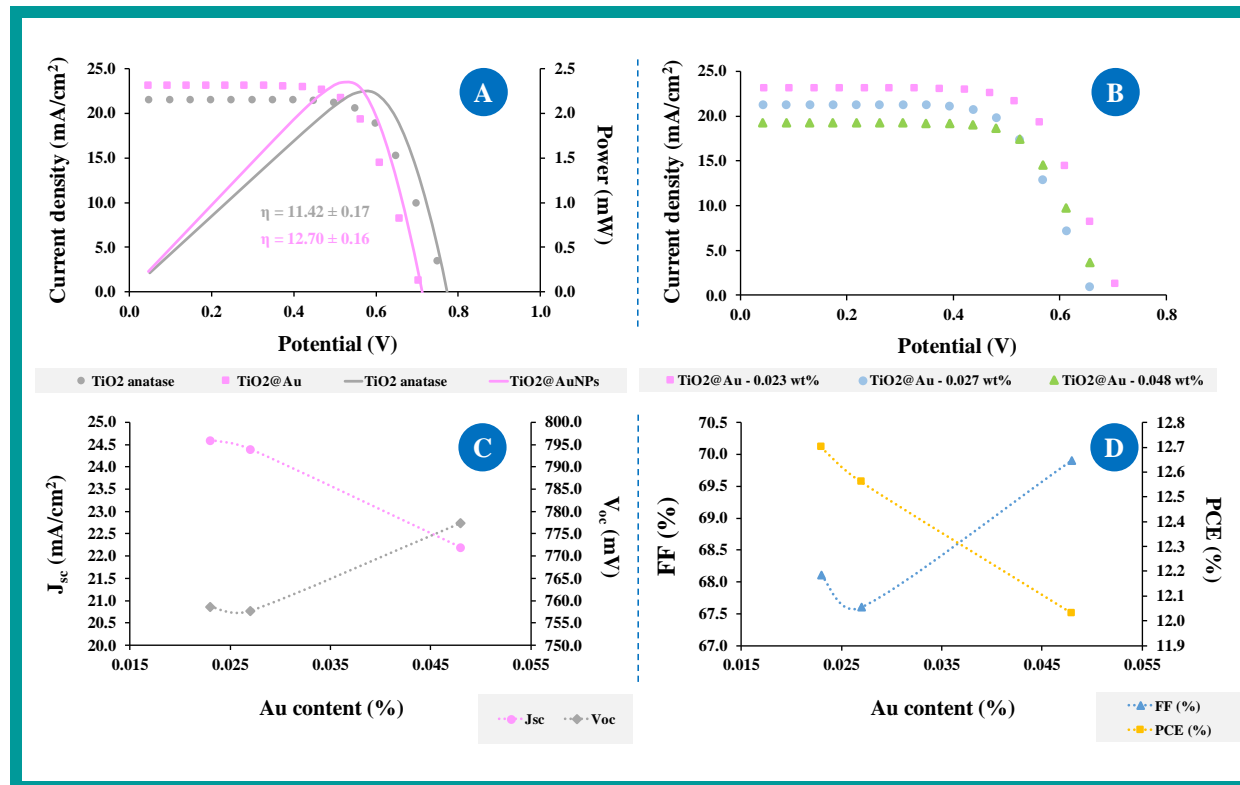 A
25.0
20.0
15.0
10.0
5.0
0.0
Current density (mA/cm²)
2.5
2.0
1.5
1.0
0.5
0.0
Power (mW)
η = 11.42 ± 0.17
η = 12.70 ± 0.16
0.0 0.2 0.4 0.6 0.8 1.0
Potential (V)
TiO2 anatase TiO2@Au TiO2 anatase TiO2@AuNPs
B
25.0
20.0
15.0
10.0
5.0
0.0
Current density (mA/cm²)
0.0 0.2 0.4 0.6 0.8
Potential (V)
TiO2@Au - 0.023 wt% TiO2@Au - 0.027 wt% TiO2@Au - 0.048 wt%
C
25.0
24.5
24.0
23.5
23.0
22.5
22.0
21.5
21.0
20.5
20.0
Jsc (mA/cm²)
800.0
795.0
790.0
785.0
780.0
775.0
770.0
765.0
760.0
755.0
750.0
Voc (mV)
0.015 0.025 0.035 0.045 0.055
Au content (%)
Jsc Voc
D
70.5
70.0
69.5
69.0
68.5
68.0
67.5
67.0
FF (%)
12.8
12.7
12.6
12.5
12.4
12.3
12.2
12.1
12.0
11.9
PCE (%)
0.015 0.025 0.035 0.045 0.055
Au content (%)
FF (%)
PCE (%)